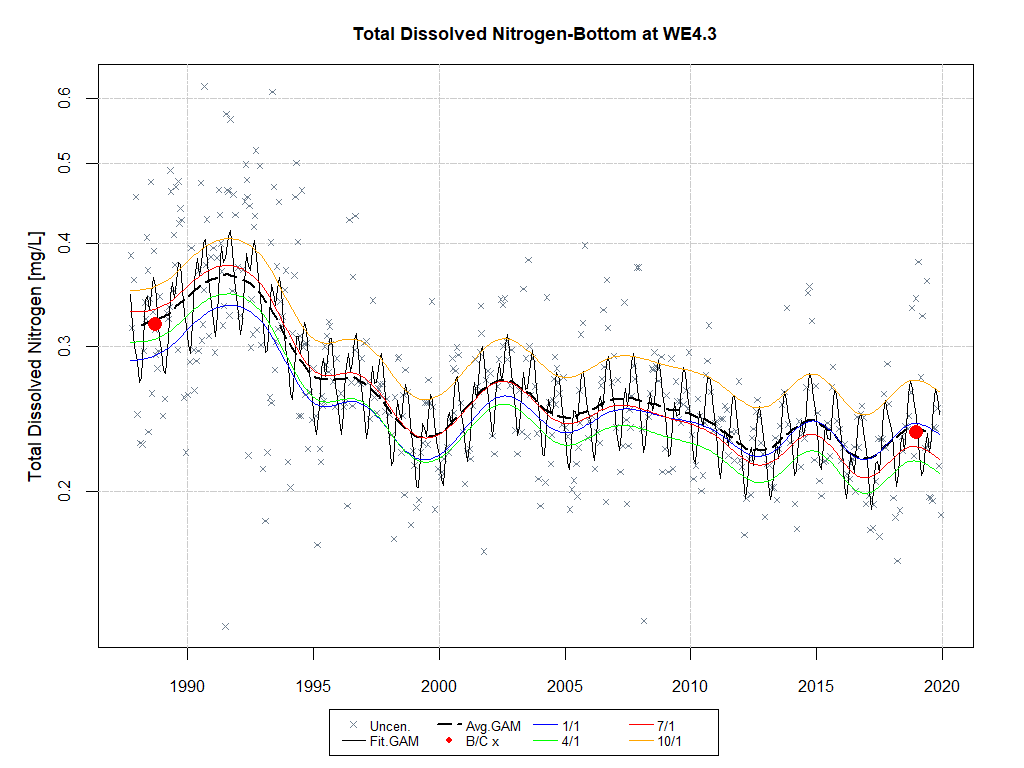 Total Dissolved Nitrogen-Bottom at WE4.3
Total Dissolved Nitrogen [mg/L]
0.6
0.5
0.4
0.3
0.2
1990 1995 2000 2005 2010 2015 2020
Uncen. Avg.GAM 1/1 7/1
Fit.GAM B/C x 4/1 10/1